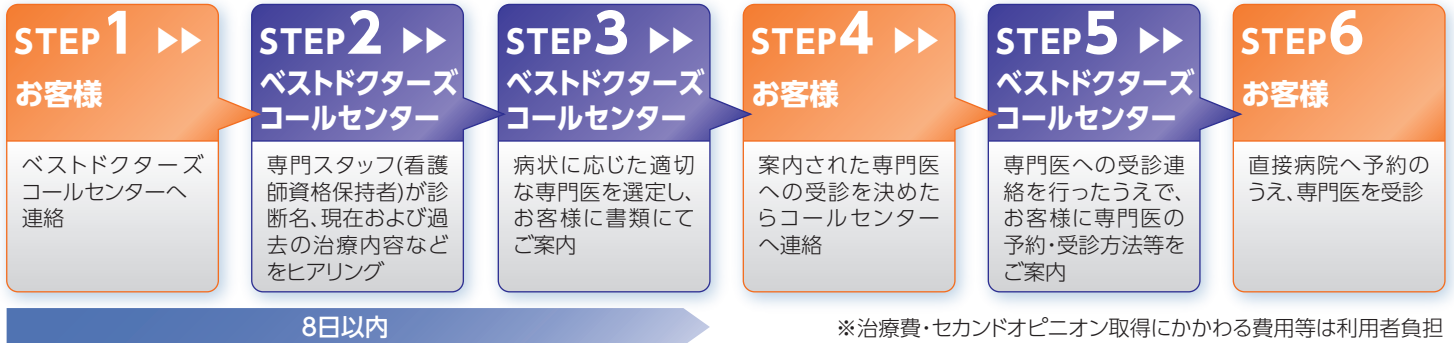 STEP1 ▶▶
お客様
ベストドクターズ
コールセンターへ
連絡
STEP2 ▶▶
ベストドクターズ
コールセンター
専門スタッフ(看護
師資格保持者)が診
断名、現在および過
去の治療内容など
をヒアリング
STEP3 ▶▶
ベストドクターズ
コールセンター
病状に応じた適切
な専門医を選定し、
お客様に書類にて
ご案内
STEP4 ▶▶
お客様
案内された専門医
への受診を決めた
らコールセンター
へ連絡
STEP5 ▶▶
ベストドクターズ
コールセンター
専門医への受診連
絡を行ったうえで、
お客様に専門医の
予約・受診方法等を
ご案内
STEP6
お客様
直接病院へ予約の
うえ、専門医を受診
8日以内
※治療費・セカンドオピニオン取得にかかわる費用等は利用者負担